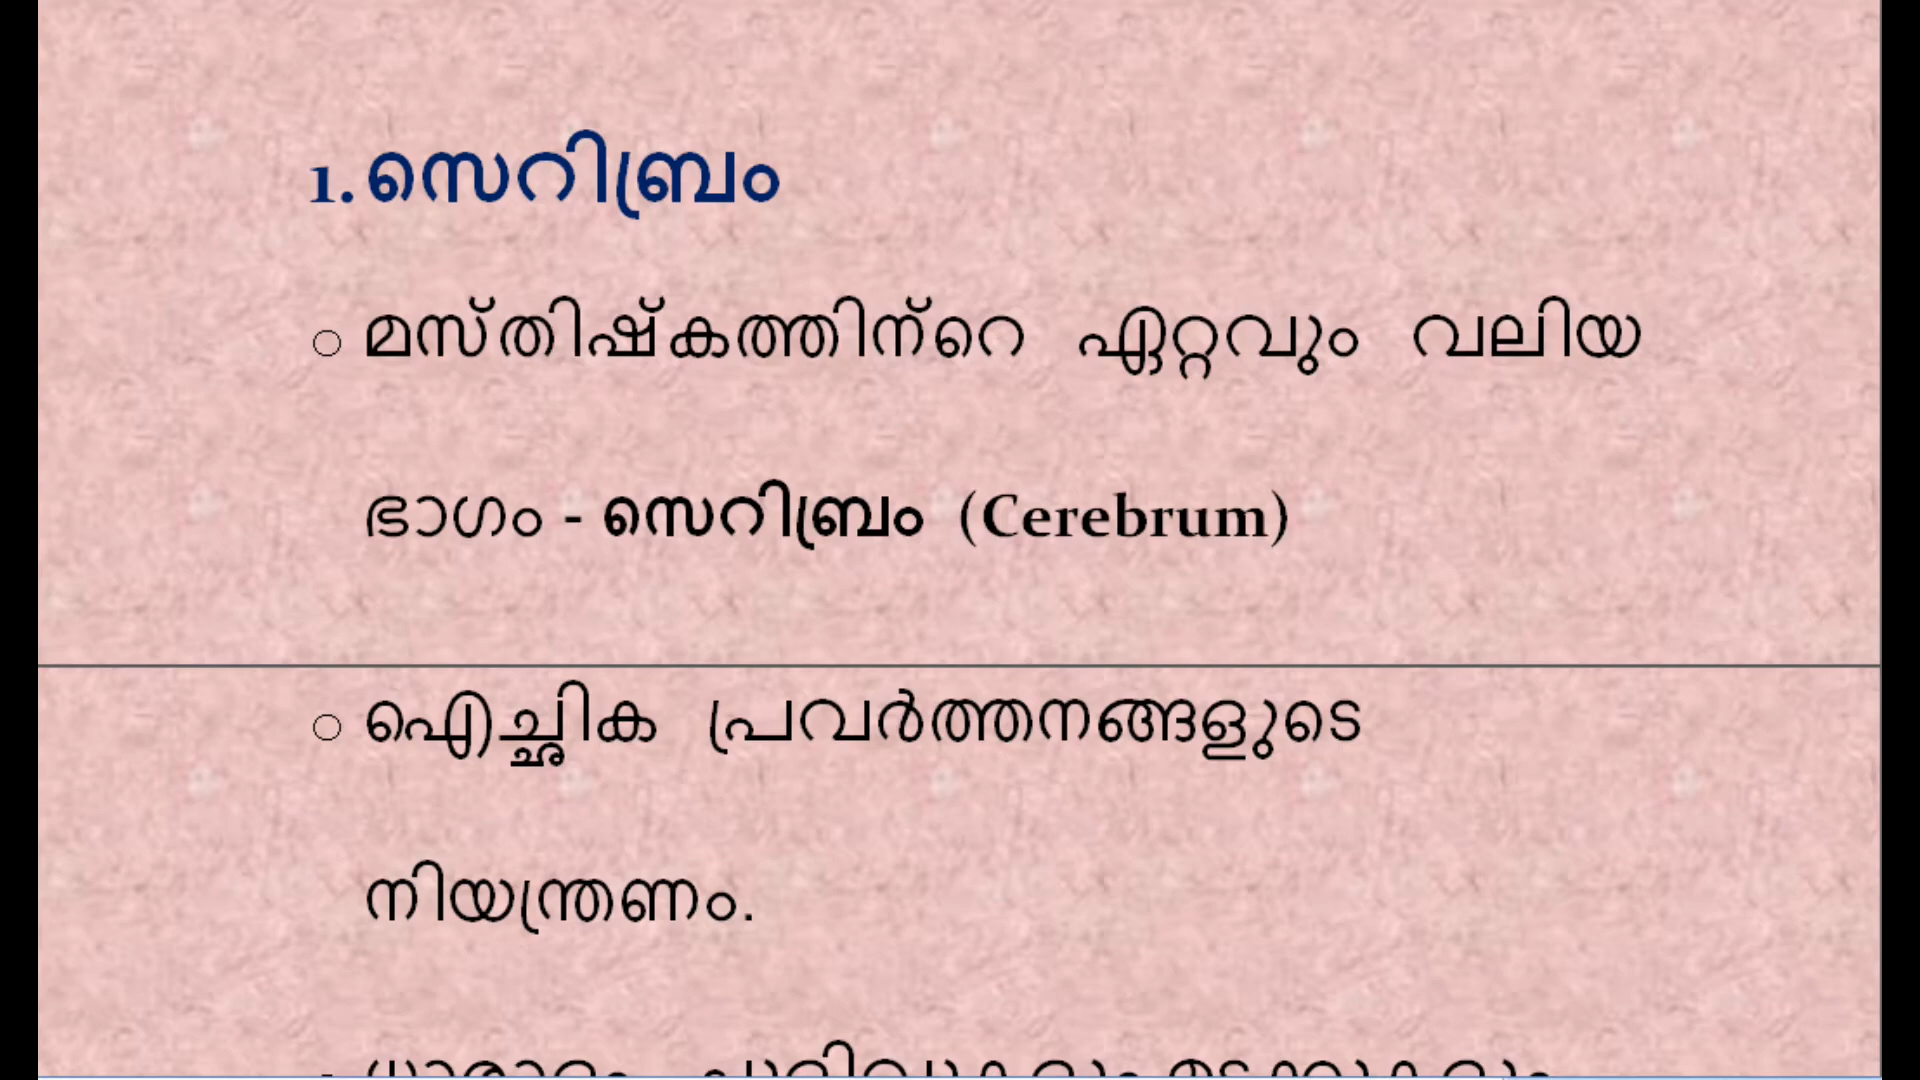 1. സെറിബ്രം
○ മസ്തിഷ്കത്തിന്റെ ഏറ്റവും വലിയ
ഭാഗം - സെറിബ്രം (Cerebrum)
○ ഐച്ഛിക പ്രവർത്തനങ്ങളുടെ
നിയന്ത്രണം.